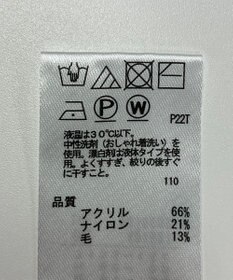 P W P22T
液温は30℃以下。
中性洗剤(おしゃれ着洗い)を
使用。漂白剤は液体タイプを使
用。よくすすぎ、絞りの後すぐ
に干すこと。
110
品質
アクリル 66%
ナイロン 21%
毛 13%